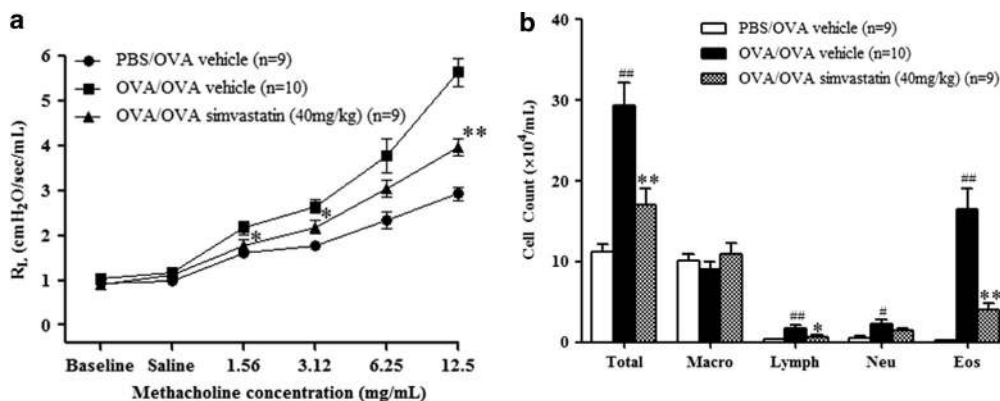 a
PBS/OVA vehicle (n=9)
OVA/OVA vehicle (n=10)
OVA/OVA simvastatin (40mg/kg) (n=9)
R_L (cmH₂O/sec/mL)
6
5
4
3
2
1
0
**
*
*
Baseline Saline 1.56 3.12 6.25 12.5
Methacholine concentration (mg/mL)
b
PBS/OVA vehicle (n=9)
OVA/OVA vehicle (n=10)
OVA/OVA simvastatin (40mg/kg) (n=9)
Cell Count (×10⁴/mL)
40
30
20
10
0
##
**
##
*
#
##
**
Total Macro Lymph Neu Eos